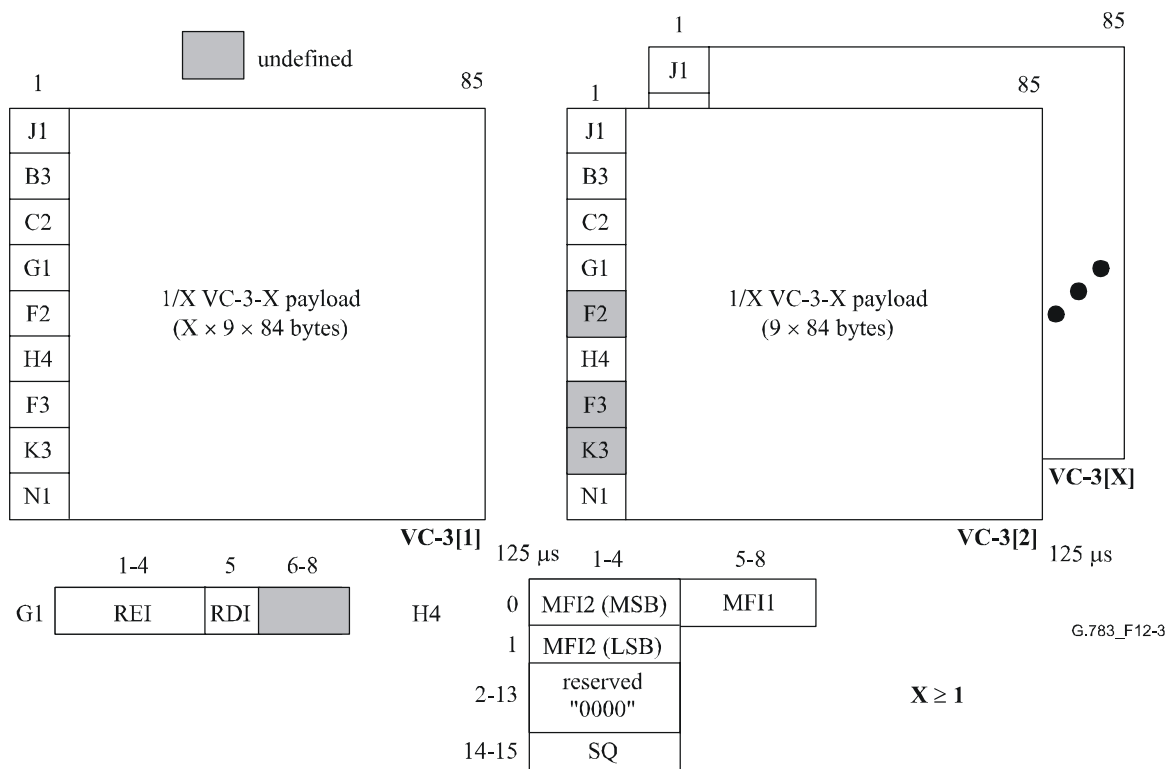 undefined
1
85
J1
B3
C2
G1
F2
H4
F3
K3
N1
1/X VC-3-X payload
(X × 9 × 84 bytes)
VC-3[1]
125 μs
1
85
J1
1
85
J1
B3
C2
G1
F2
H4
F3
K3
N1
1/X VC-3-X payload
(9 × 84 bytes)
VC-3[X]
VC-3[2]
125 μs
1-4
5
6-8
G1
REI
RDI
H4
1-4
5-8
0
MFI2 (MSB)
MFI1
1
MFI2 (LSB)
2-13
reserved
"0000"
14-15
SQ
G.783_F12-3
X ≥ 1